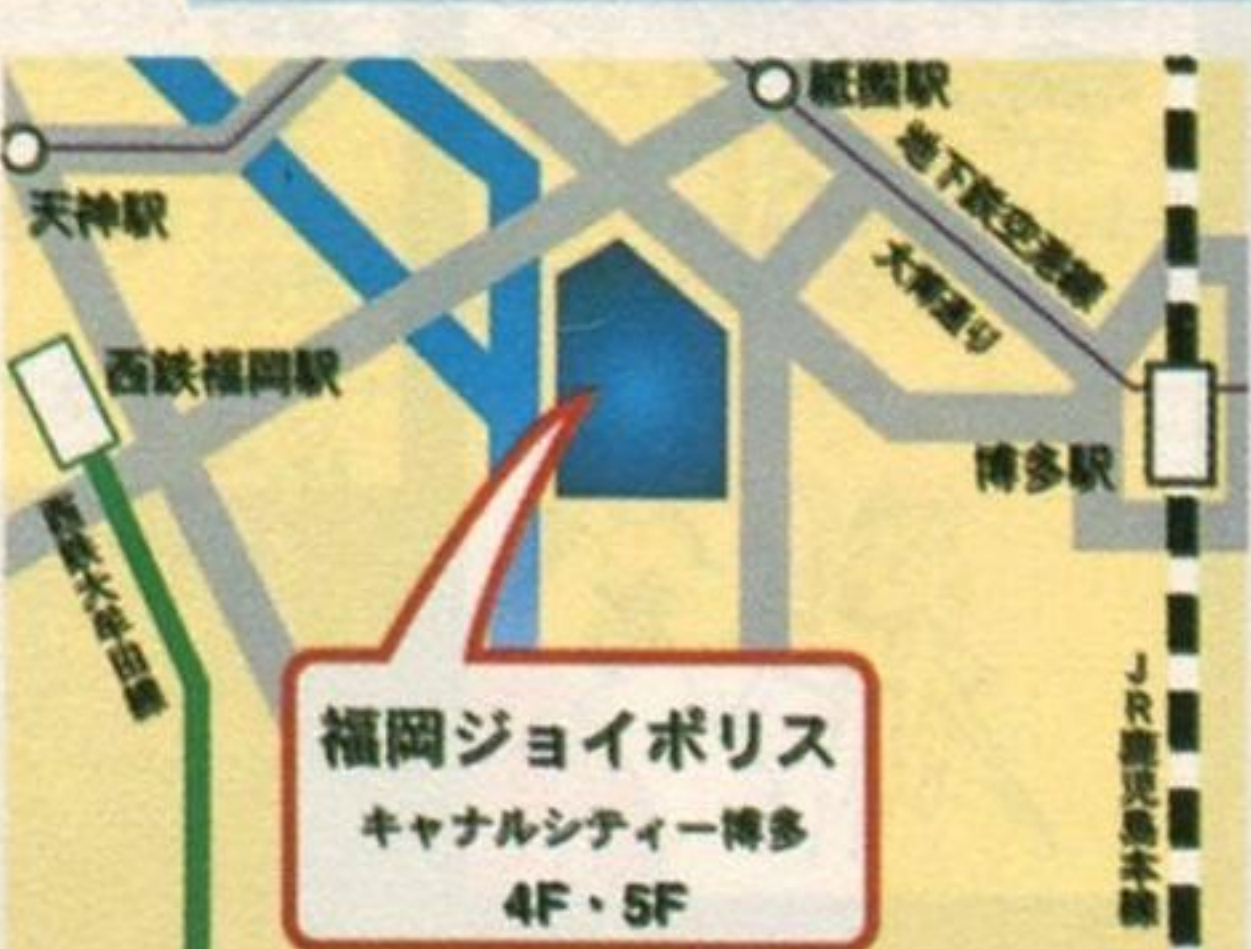 祇園駅
地下鉄空港線
天神駅
大博通り
西鉄福岡駅
博多駅
西鉄大牟田線
JR鹿児島本線
福岡ジョイポリス
キャナルシティー博多
4F・5F